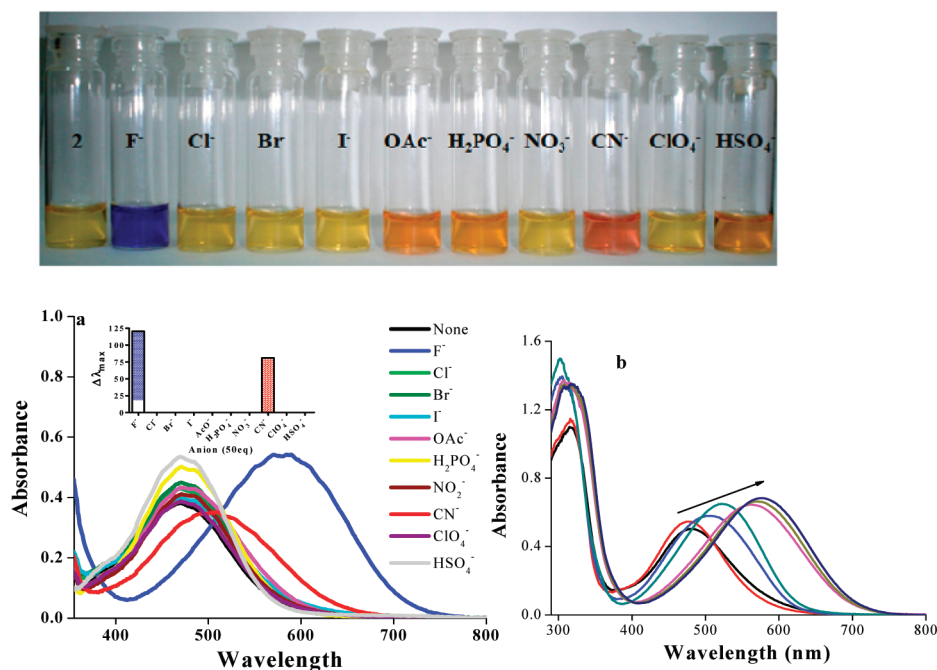 2 F⁻ Cl⁻ Br⁻ I⁻ OAc⁻ H₂PO₄⁻ NO₃⁻ CN⁻ ClO₄⁻ HSO₄⁻
a
1.0
0.8
0.6
0.4
0.2
0.0
Absorbance
400 500 600 700 800
Wavelength
125
100
75
50
25
0
Δλmax
F⁻ Cl⁻ Br⁻ I⁻ AcO⁻ H₂PO₄⁻ NO₃⁻ CN⁻ ClO₄⁻ HSO₄⁻
Anion (50eq)
None
F⁻
Cl⁻
Br⁻
I⁻
OAc⁻
H₂PO₄⁻
NO₂⁻
CN⁻
ClO₄⁻
HSO₄⁻
b
1.6
1.2
0.8
0.4
0.0
Absorbance
300 400 500 600 700 800
Wavelength (nm)